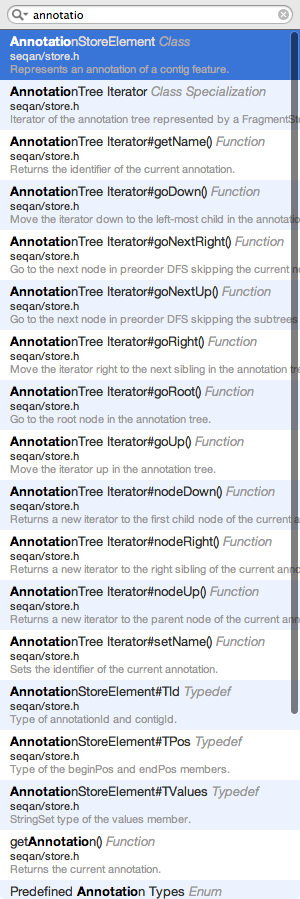 annotatio
AnnotationStoreElement Class
seqan/store.h
Represents an annotation of a contig feature.
AnnotationTree Iterator Class Specialization
seqan/store.h
Iterator of the annotation tree represented by a FragmentSt
AnnotationTree Iterator#getName() Function
seqan/store.h
Returns the identifier of the current annotation.
AnnotationTree Iterator#goDown() Function
seqan/store.h
Move the iterator down to the left-most child in the annotatio
AnnotationTree Iterator#goNextRight() Function
seqan/store.h
Go to the next node in preorder DFS skipping the current n
AnnotationTree Iterator#goNextUp() Function
seqan/store.h
Go to the next node in preorder DFS skipping the subtrees
AnnotationTree Iterator#goRight() Function
seqan/store.h
Move the iterator right to the next sibling in the annotation tr
AnnotationTree Iterator#goRoot() Function
seqan/store.h
Go to the root node in the annotation tree.
AnnotationTree Iterator#goUp() Function
seqan/store.h
Move the iterator up in the annotation tree.
AnnotationTree Iterator#nodeDown() Function
seqan/store.h
Returns a new iterator to the first child node of the current a
AnnotationTree Iterator#nodeRight() Function
seqan/store.h
Returns a new iterator to the right sibling of the current anno
AnnotationTree Iterator#nodeUp() Function
seqan/store.h
Returns a new iterator to the parent node of the current ann
AnnotationTree Iterator#setName() Function
seqan/store.h
Sets the identifier of the current annotation.
AnnotationStoreElement#TId Typedef
seqan/store.h
Type of annotationId and contigId.
AnnotationStoreElement#TPos Typedef
seqan/store.h
Type of the beginPos and endPos members.
AnnotationStoreElement#TValues Typedef
seqan/store.h
StringSet type of the values member.
getAnnotation() Function
seqan/store.h
Returns the current annotation.
Predefined Annotation Types Enum